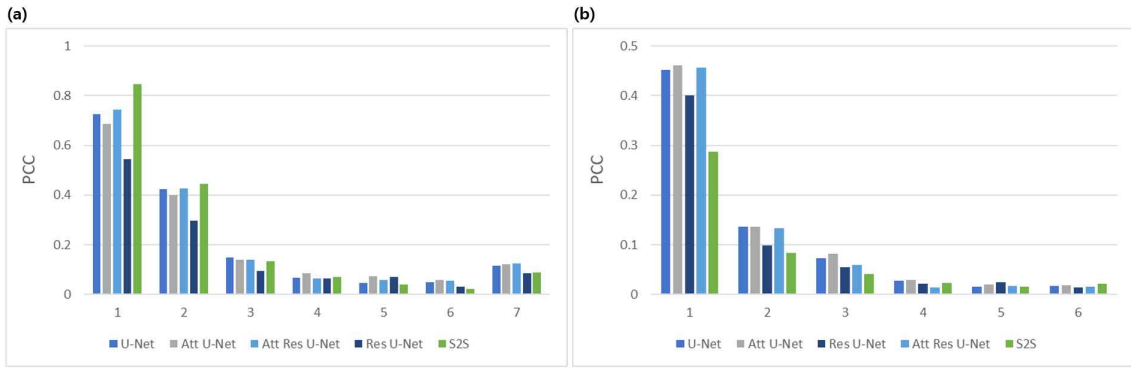 (a)
1
0.8
0.6
0.4
0.2
0
PCC
1 2 3 4 5 6 7
U-Net Att U-Net Att Res U-Net Res U-Net S2S
(b)
0.5
0.4
0.3
0.2
0.1
0
PCC
1 2 3 4 5 6
U-Net Att U-Net Res U-Net Att Res U-Net S2S